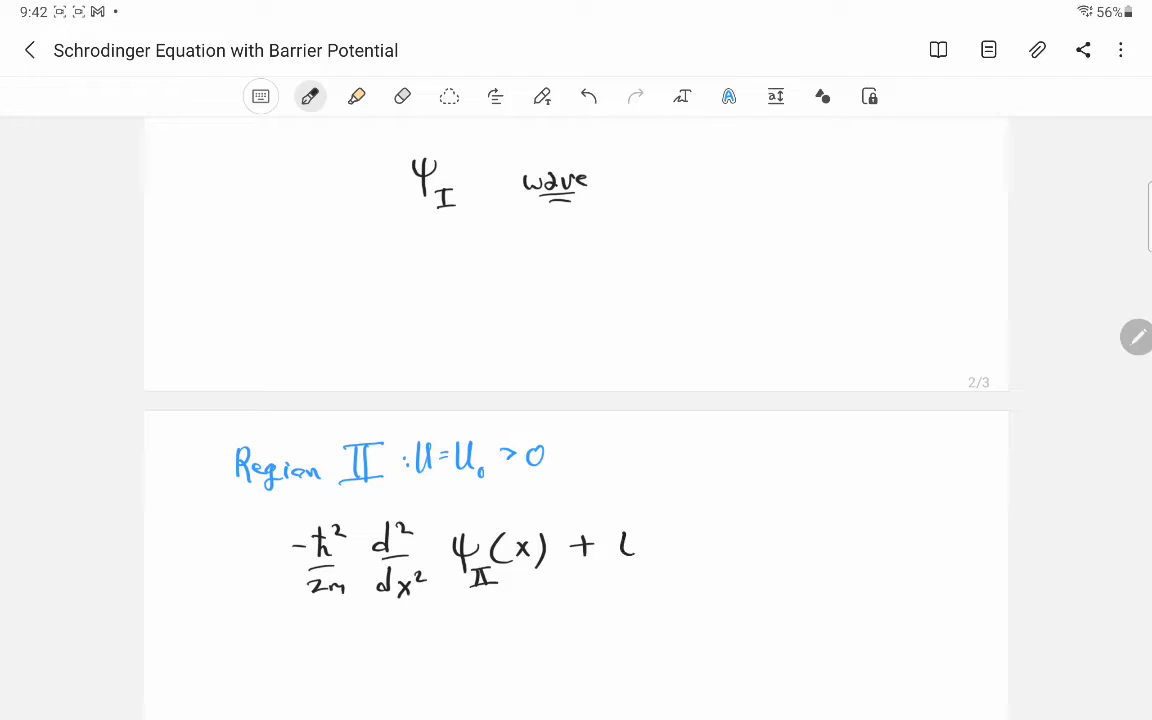 9:42
56%
Schrodinger Equation with Barrier Potential
ψ_I wave
2/3
Region II : U = U₀ > 0
-ħ²/2m d²/dx² ψ_II(x) +